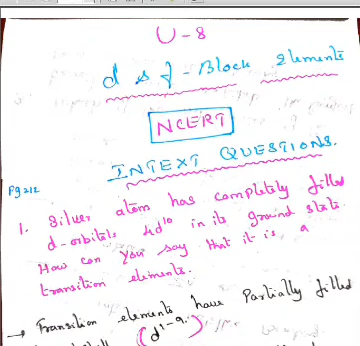 U-8
d & f-Block Elements
NCERT
INTEXT QUESTIONS.
Pg 212
1. Silver atom has completely filled
d-orbitals 4d10 in its ground state.
How can you say that it is a
transition elements.
→ Transition elements have Partially filled
(d1-9)